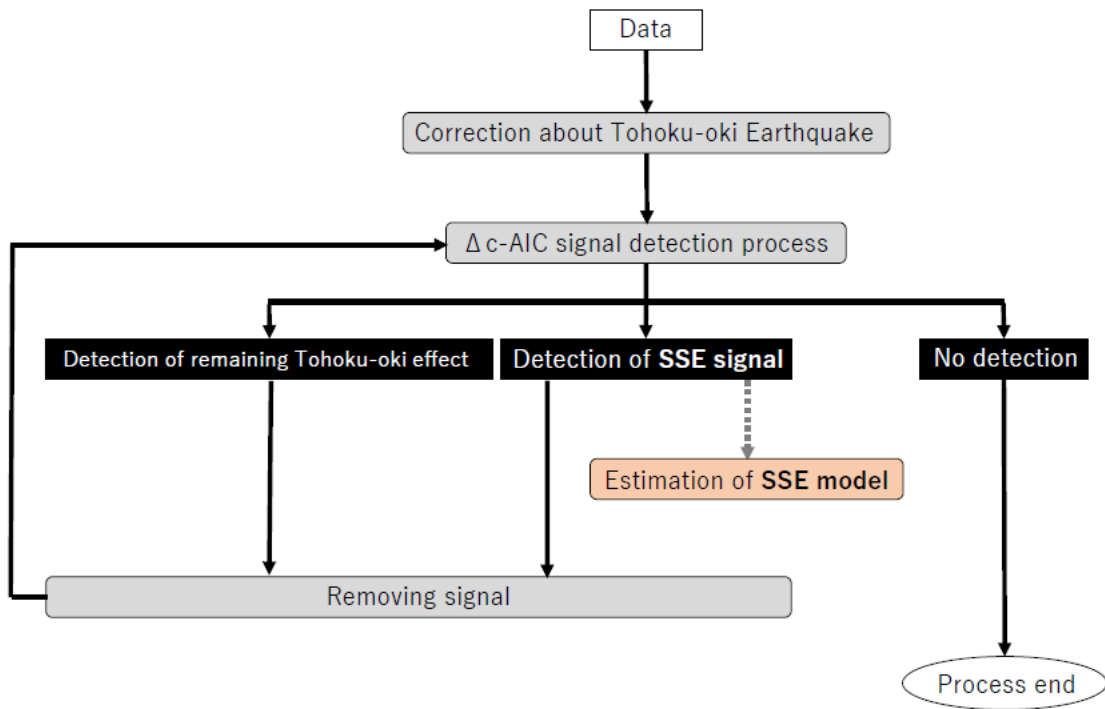 Data
Correction about Tohoku-oki Earthquake
Δ c-AIC signal detection process
Detection of remaining Tohoku-oki effect
Detection of SSE signal
No detection
Estimation of SSE model
Removing signal
Process end